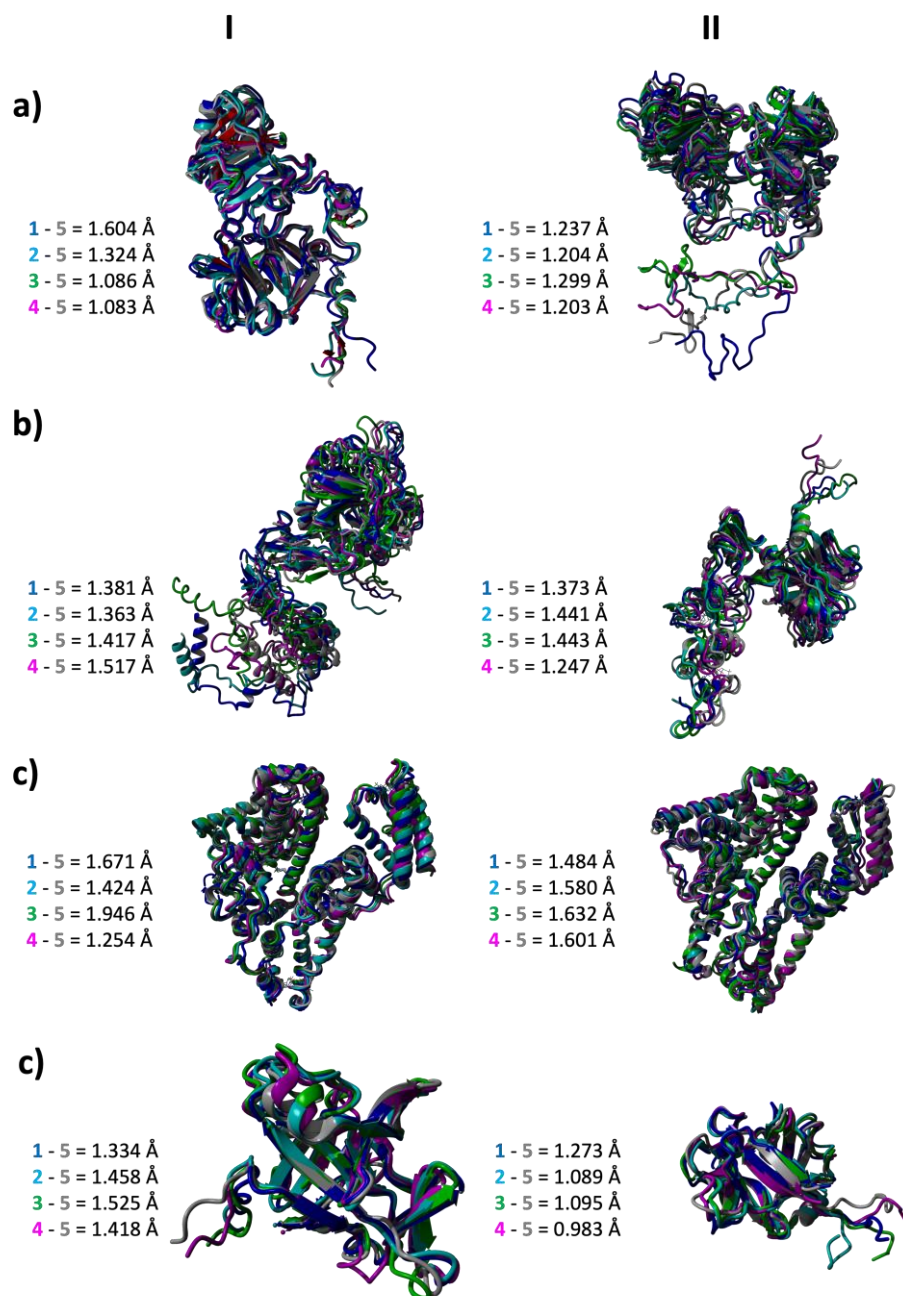 I
II
a)
1 - 5 = 1.604 Å
2 - 5 = 1.324 Å
3 - 5 = 1.086 Å
4 - 5 = 1.083 Å
1 - 5 = 1.237 Å
2 - 5 = 1.204 Å
3 - 5 = 1.299 Å
4 - 5 = 1.203 Å
b)
1 - 5 = 1.381 Å
2 - 5 = 1.363 Å
3 - 5 = 1.417 Å
4 - 5 = 1.517 Å
1 - 5 = 1.373 Å
2 - 5 = 1.441 Å
3 - 5 = 1.443 Å
4 - 5 = 1.247 Å
c)
1 - 5 = 1.671 Å
2 - 5 = 1.424 Å
3 - 5 = 1.946 Å
4 - 5 = 1.254 Å
1 - 5 = 1.484 Å
2 - 5 = 1.580 Å
3 - 5 = 1.632 Å
4 - 5 = 1.601 Å
c)
1 - 5 = 1.334 Å
2 - 5 = 1.458 Å
3 - 5 = 1.525 Å
4 - 5 = 1.418 Å
1 - 5 = 1.273 Å
2 - 5 = 1.089 Å
3 - 5 = 1.095 Å
4 - 5 = 0.983 Å